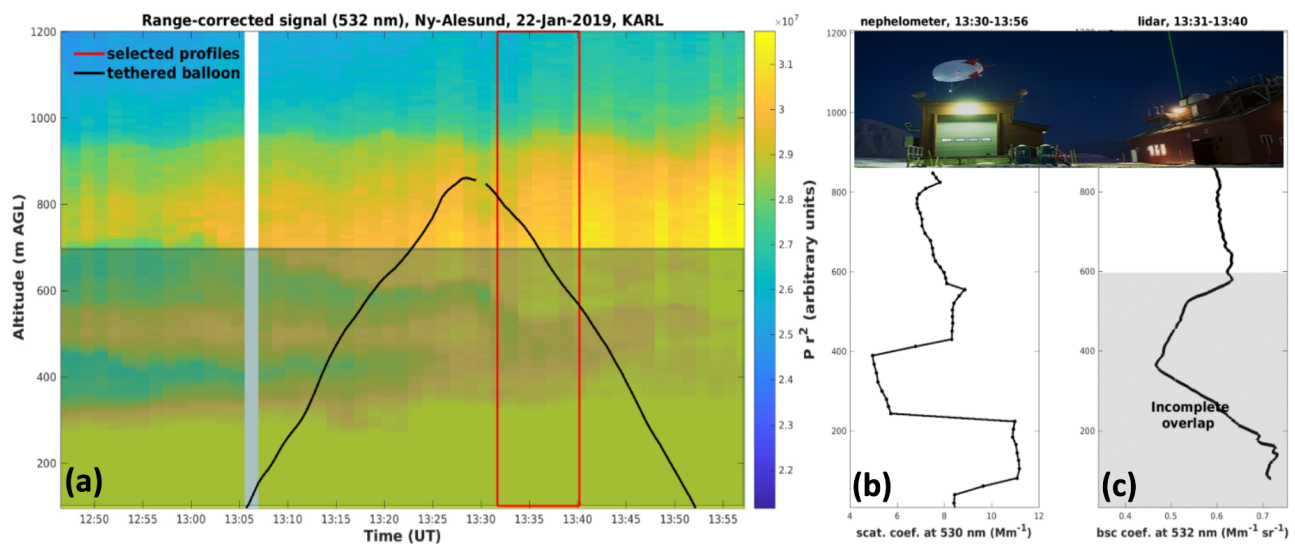 Range-corrected signal (532 nm), Ny-Alesund, 22-Jan-2019, KARL
selected profiles
tethered balloon
Altitude (m AGL)
1200
1000
800
600
400
200
(a)
12:50 12:55 13:00 13:05 13:10 13:15 13:20 13:25 13:30 13:35 13:40 13:45 13:50 13:55
Time (UT)
×10⁷
3.1
3
2.9
2.8
2.7
2.6
2.5
2.4
2.3
2.2
P r² (arbitrary units)
nephelometer, 13:30-13:56
1200
1000
800
600
400
200
(b)
4 6 8 10 12
scat. coef. at 530 nm (Mm⁻¹)
lidar, 13:31-13:40
1200
1000
800
600
400
200
Incomplete
overlap
(c)
0.4 0.5 0.6 0.7
bsc coef. at 532 nm (Mm⁻¹ sr⁻¹)